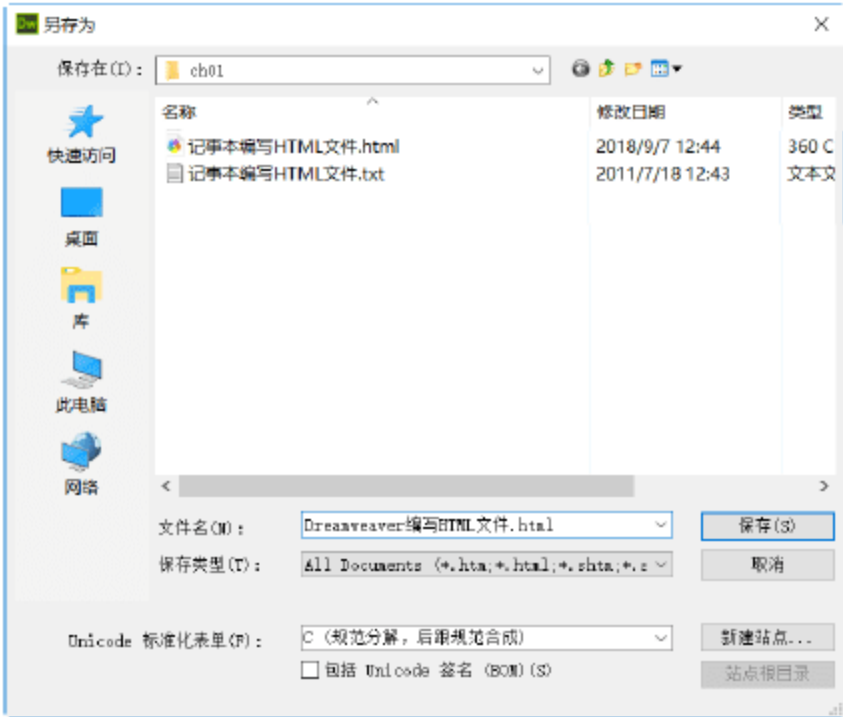 Dw 另存为
保存在(I): ch01
名称 修改日期 类型
记事本编写HTML文件.html 2018/9/7 12:44 360 C
记事本编写HTML文件.txt 2011/7/18 12:43 文本文
快速访问
桌面
库
此电脑
网络
文件名(N): Dreamweaver编写HTML文件.html 保存(S)
保存类型(T): All Documents (*.htm;*.html;*.shtm;*.s 取消
Unicode 标准化表单(F): C (规范分解，后跟规范合成) 新建站点...
包括 Unicode 签名 (BOM)(S) 站点根目录